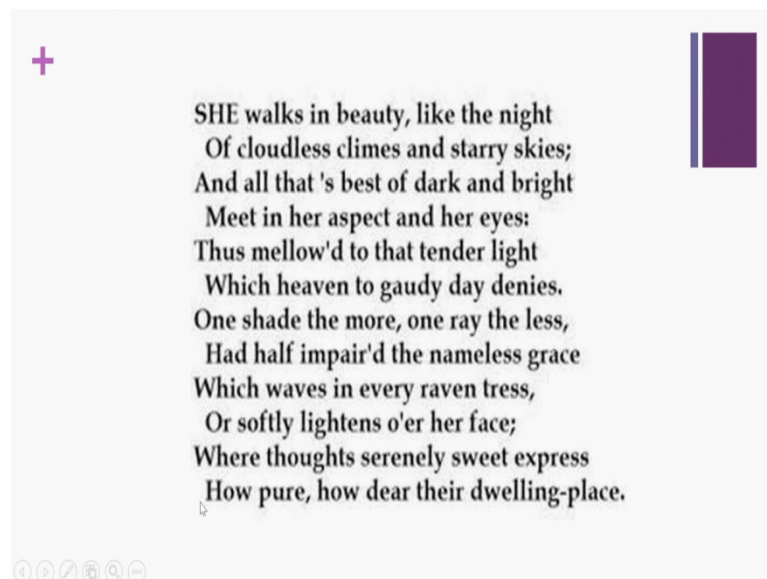 SHE walks in beauty, like the night
Of cloudless climes and starry skies;
And all that 's best of dark and bright
Meet in her aspect and her eyes:
Thus mellow'd to that tender light
Which heaven to gaudy day denies.
One shade the more, one ray the less,
Had half impair'd the nameless grace
Which waves in every raven tress,
Or softly lightens o'er her face;
Where thoughts serenely sweet express
How pure, how dear their dwelling-place.